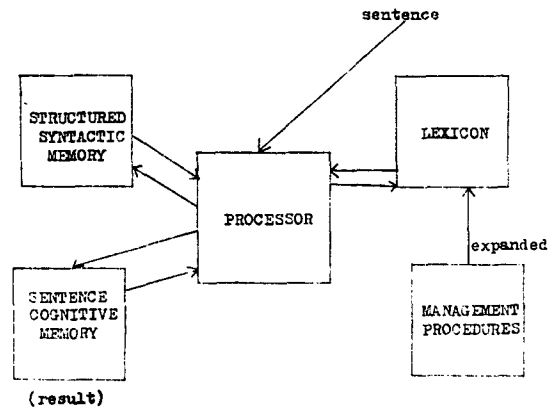 sentence
STRUCTURED
SYNTACTIC
MEMORY
LEXICON
PROCESSOR
expanded
SENTENCE
COGNITIVE
MEMORY
MANAGEMENT
PROCEDURES
(result)